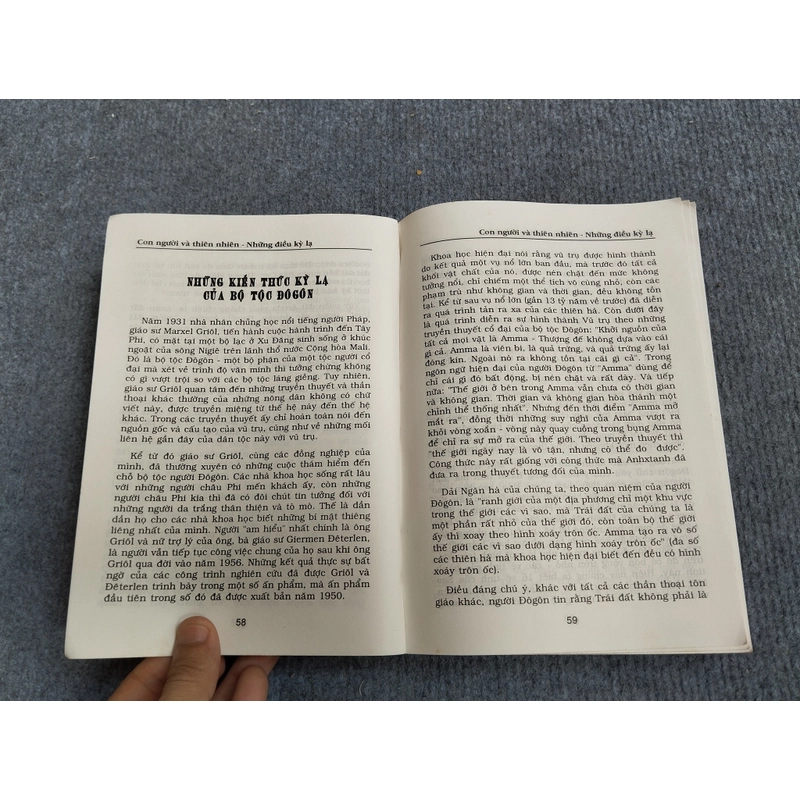 Con người và thiên nhiên - Những điều kỳ lạ
NHỮNG KIẾN THỨC KỲ LẠ
CỦA BỘ TỘC ĐÔGÔN
Năm 1931 nhà nhân chủng học nổi tiếng người Pháp,
giáo sư Marxel Griôl, tiến hành cuộc hành trình đến Tây
Phi, có mặt tại một bộ lạc ở Xu Đăng sinh sống ở khúc
ngoặt của sông Nigiê trên lãnh thổ nước Cộng hòa Mali.
Đó là bộ tộc Đôgôn - một bộ phận của một tộc người cổ
đại mà xét về trình độ văn minh thì tưởng chừng không
có gì vượt trội so với các bộ tộc láng giềng. Tuy nhiên,
giáo sư Griôl quan tâm đến những truyền thuyết và thần
thoại khác thường của những nông dân không có chữ
viết này, được truyền miệng từ thế hệ này đến thế hệ
khác. Trong các truyền thuyết ấy chỉ hoàn toàn nói đến
nguồn gốc và cấu tạo của vũ trụ, cũng như về những mối
liên hệ gần đây của dân tộc này với vũ trụ.
Kể từ đó giáo sư Griôl, cùng các đồng nghiệp của
mình, đã thường xuyên có những cuộc thám hiểm đến
chỗ bộ tộc người Đôgôn. Các nhà khoa học sống rất lâu
với những người Châu Phi mến khách ấy, còn những
người châu Phi kia thì đã có đôi chút tin tưởng đối với
những người da trắng thân thiện và tò mò. Thế là dần
dần họ cho các nhà khoa học biết những bí mật thiêng
liêng nhất của mình. Người "am hiểu" nhất chính là ông
Griôl và nữ trợ lý của ông, bà giáo sư Giermen Đêterlen,
là người vẫn tiếp tục công việc chung của họ sau khi ông
Griôl qua đời vào năm 1956. Những kết quả thực sự bất
ngờ của các công trình nghiên cứu đã được Griôl và
Đêterlen trình bày trong một số ấn phẩm, mà ấn phẩm
đầu tiên trong số đó đã được xuất bản năm 1950.
58
Con người và thiên nhiên - Những điều kỳ lạ
Khoa học hiện đại nói rằng vũ trụ được hình thành
do kết quả một vụ nổ lớn ban đầu, mà trước đó tất cả
khối vật chất của nó, được nén chặt đến mức không
tưởng nổi, chỉ chiếm một thể tích vô cùng nhỏ, còn các
phạm trù như không gian và thời gian, đều không tồn
tại. Kể từ sau vụ nổ lớn (gần 13 tỷ năm về trước) đã diễn
ra quá trình tản ra xa của các thiên hà. Còn dưới đây
là quá trình diễn ra sự hình thành Vũ trụ theo những
truyền thuyết cổ đại của bộ tộc Đôgôn: "Khởi nguồn của
tất cả mọi vật là Amma - Thượng đế không dựa vào cái
gì cả. Amma là viên bi, là quả trứng, và quả trứng ấy lại
đóng kín. Ngoài nó ra không tồn tại cái gì cả". Trong
ngôn ngữ hiện đại của người Đôgôn từ "Amma" dùng để
chỉ cái gì đó bất động, bị nén chặt và rất dày. Và tiếp
nữa: "Thế giới ở bên trong Amma vẫn chưa có thời gian
và không gian. Thời gian và không gian hòa thành một
chỉnh thể thống nhất". Nhưng đến thời điểm "Amma mở
mắt ra", đồng thời những suy nghĩ của Amma vượt ra
khỏi vòng xoắn - vòng này quay cuồng trong bụng Amma
để chỉ ra sự mở ra của thế giới. Theo truyền thuyết thì
"thế giới ngày nay là vô tận, nhưng có thể đo được".
Công thức này rất giống với công thức mà Anhxtanh đã
đưa ra trong thuyết tương đối của mình.
Dải Ngân hà của chúng ta, theo quan niệm của người
Đôgôn, là "ranh giới của một địa phương chỉ một khu vực
trong thế giới các vì sao, mà Trái đất của chúng ta là
một phần rất nhỏ của thế giới đó, còn toàn bộ thế giới
ấy thì xoay theo hình xoáy trôn ốc. Amma tạo ra vô số
thế giới các vì sao dưới dạng hình xoáy trôn ốc" (đa số
các thiên hà mà khoa học hiện đại biết đến đều có hình
xoáy trôn ốc).
Điều đáng chú ý, khác với tất cả các thần thoại tôn
giáo khác, người Đôgôn tin rằng Trái đất không phải là
59